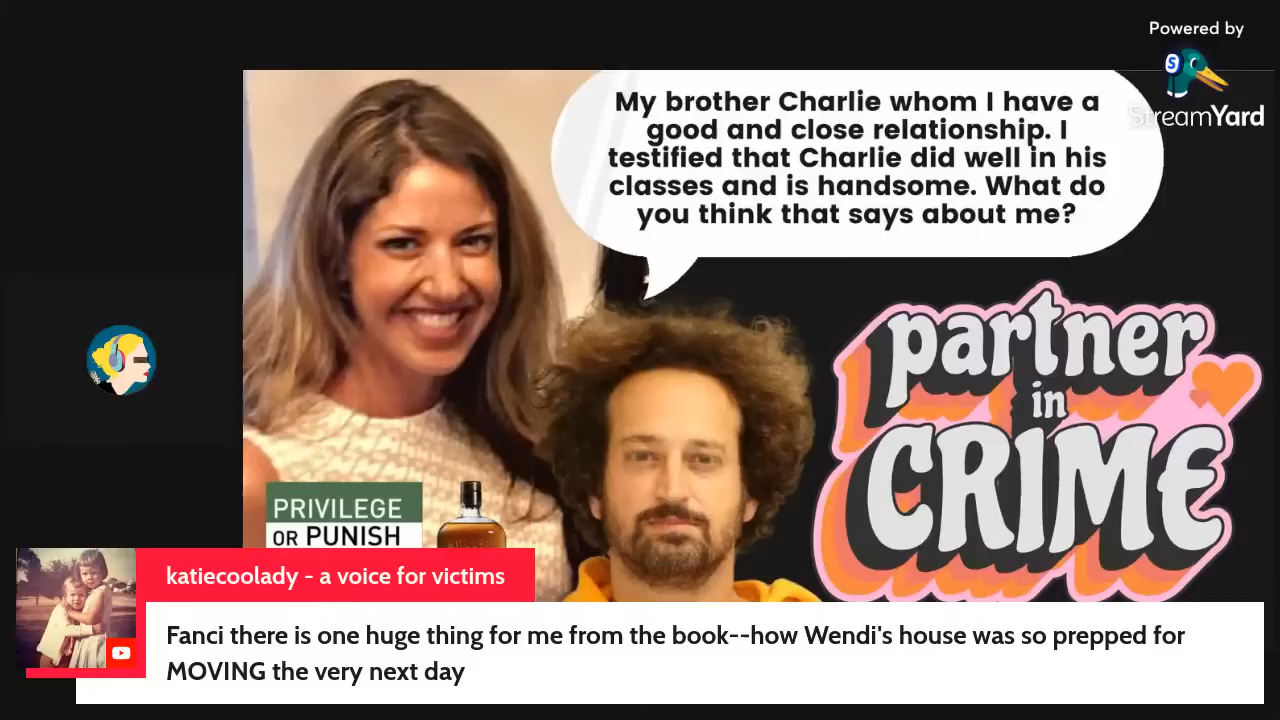 Powered by
StreamYard
My brother Charlie whom I have a
good and close relationship. I
testified that Charlie did well in his
classes and is handsome. What do
you think that says about me?
partner
in
CRIME
PRIVILEGE
OR PUNISH
katiecoolady - a voice for victims
Fanci there is one huge thing for me from the book--how Wendi's house was so prepped for
MOVING the very next day